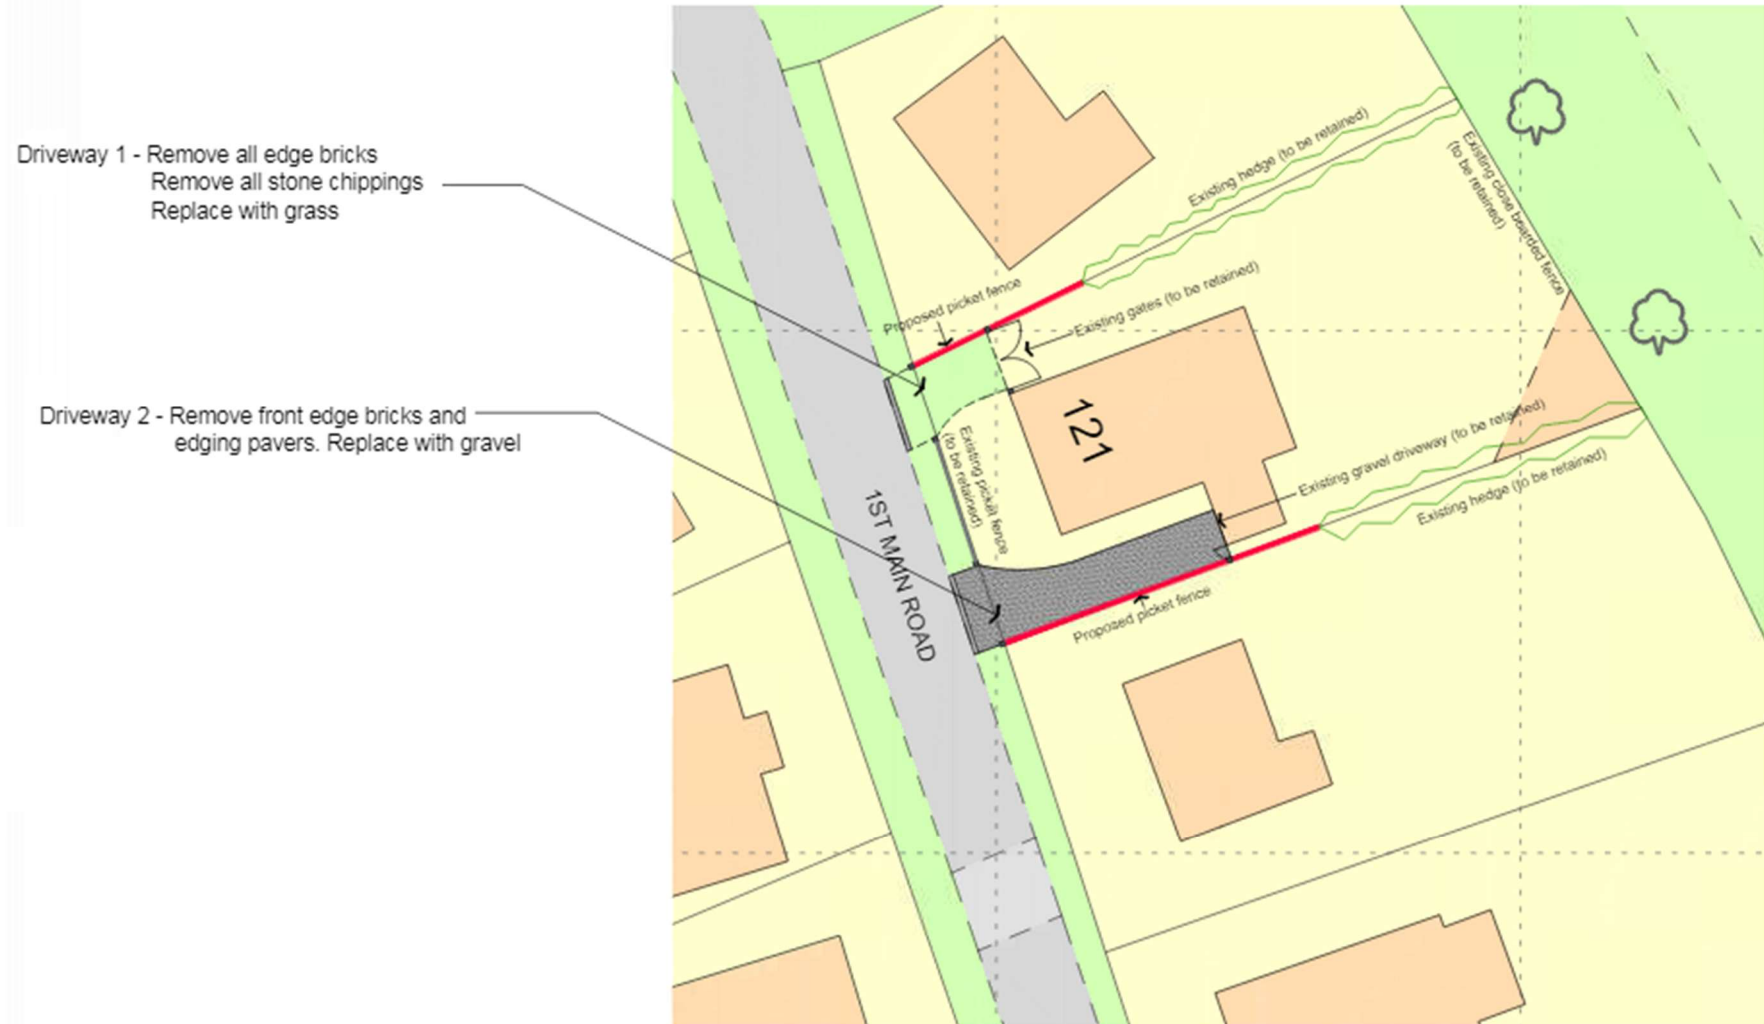 Driveway 1 - Remove all edge bricks
Remove all stone chippings
Replace with grass
Driveway 2 - Remove front edge bricks and
edging pavers. Replace with gravel
Existing hedge (to be retained)
Existing close boarded fence
(to be retained)
Proposed picket fence
Existing gates (to be retained)
121
Existing picket fence
(to be retained)
Existing gravel driveway (to be retained)
Existing hedge (to be retained)
1ST MAIN ROAD
Proposed picket fence